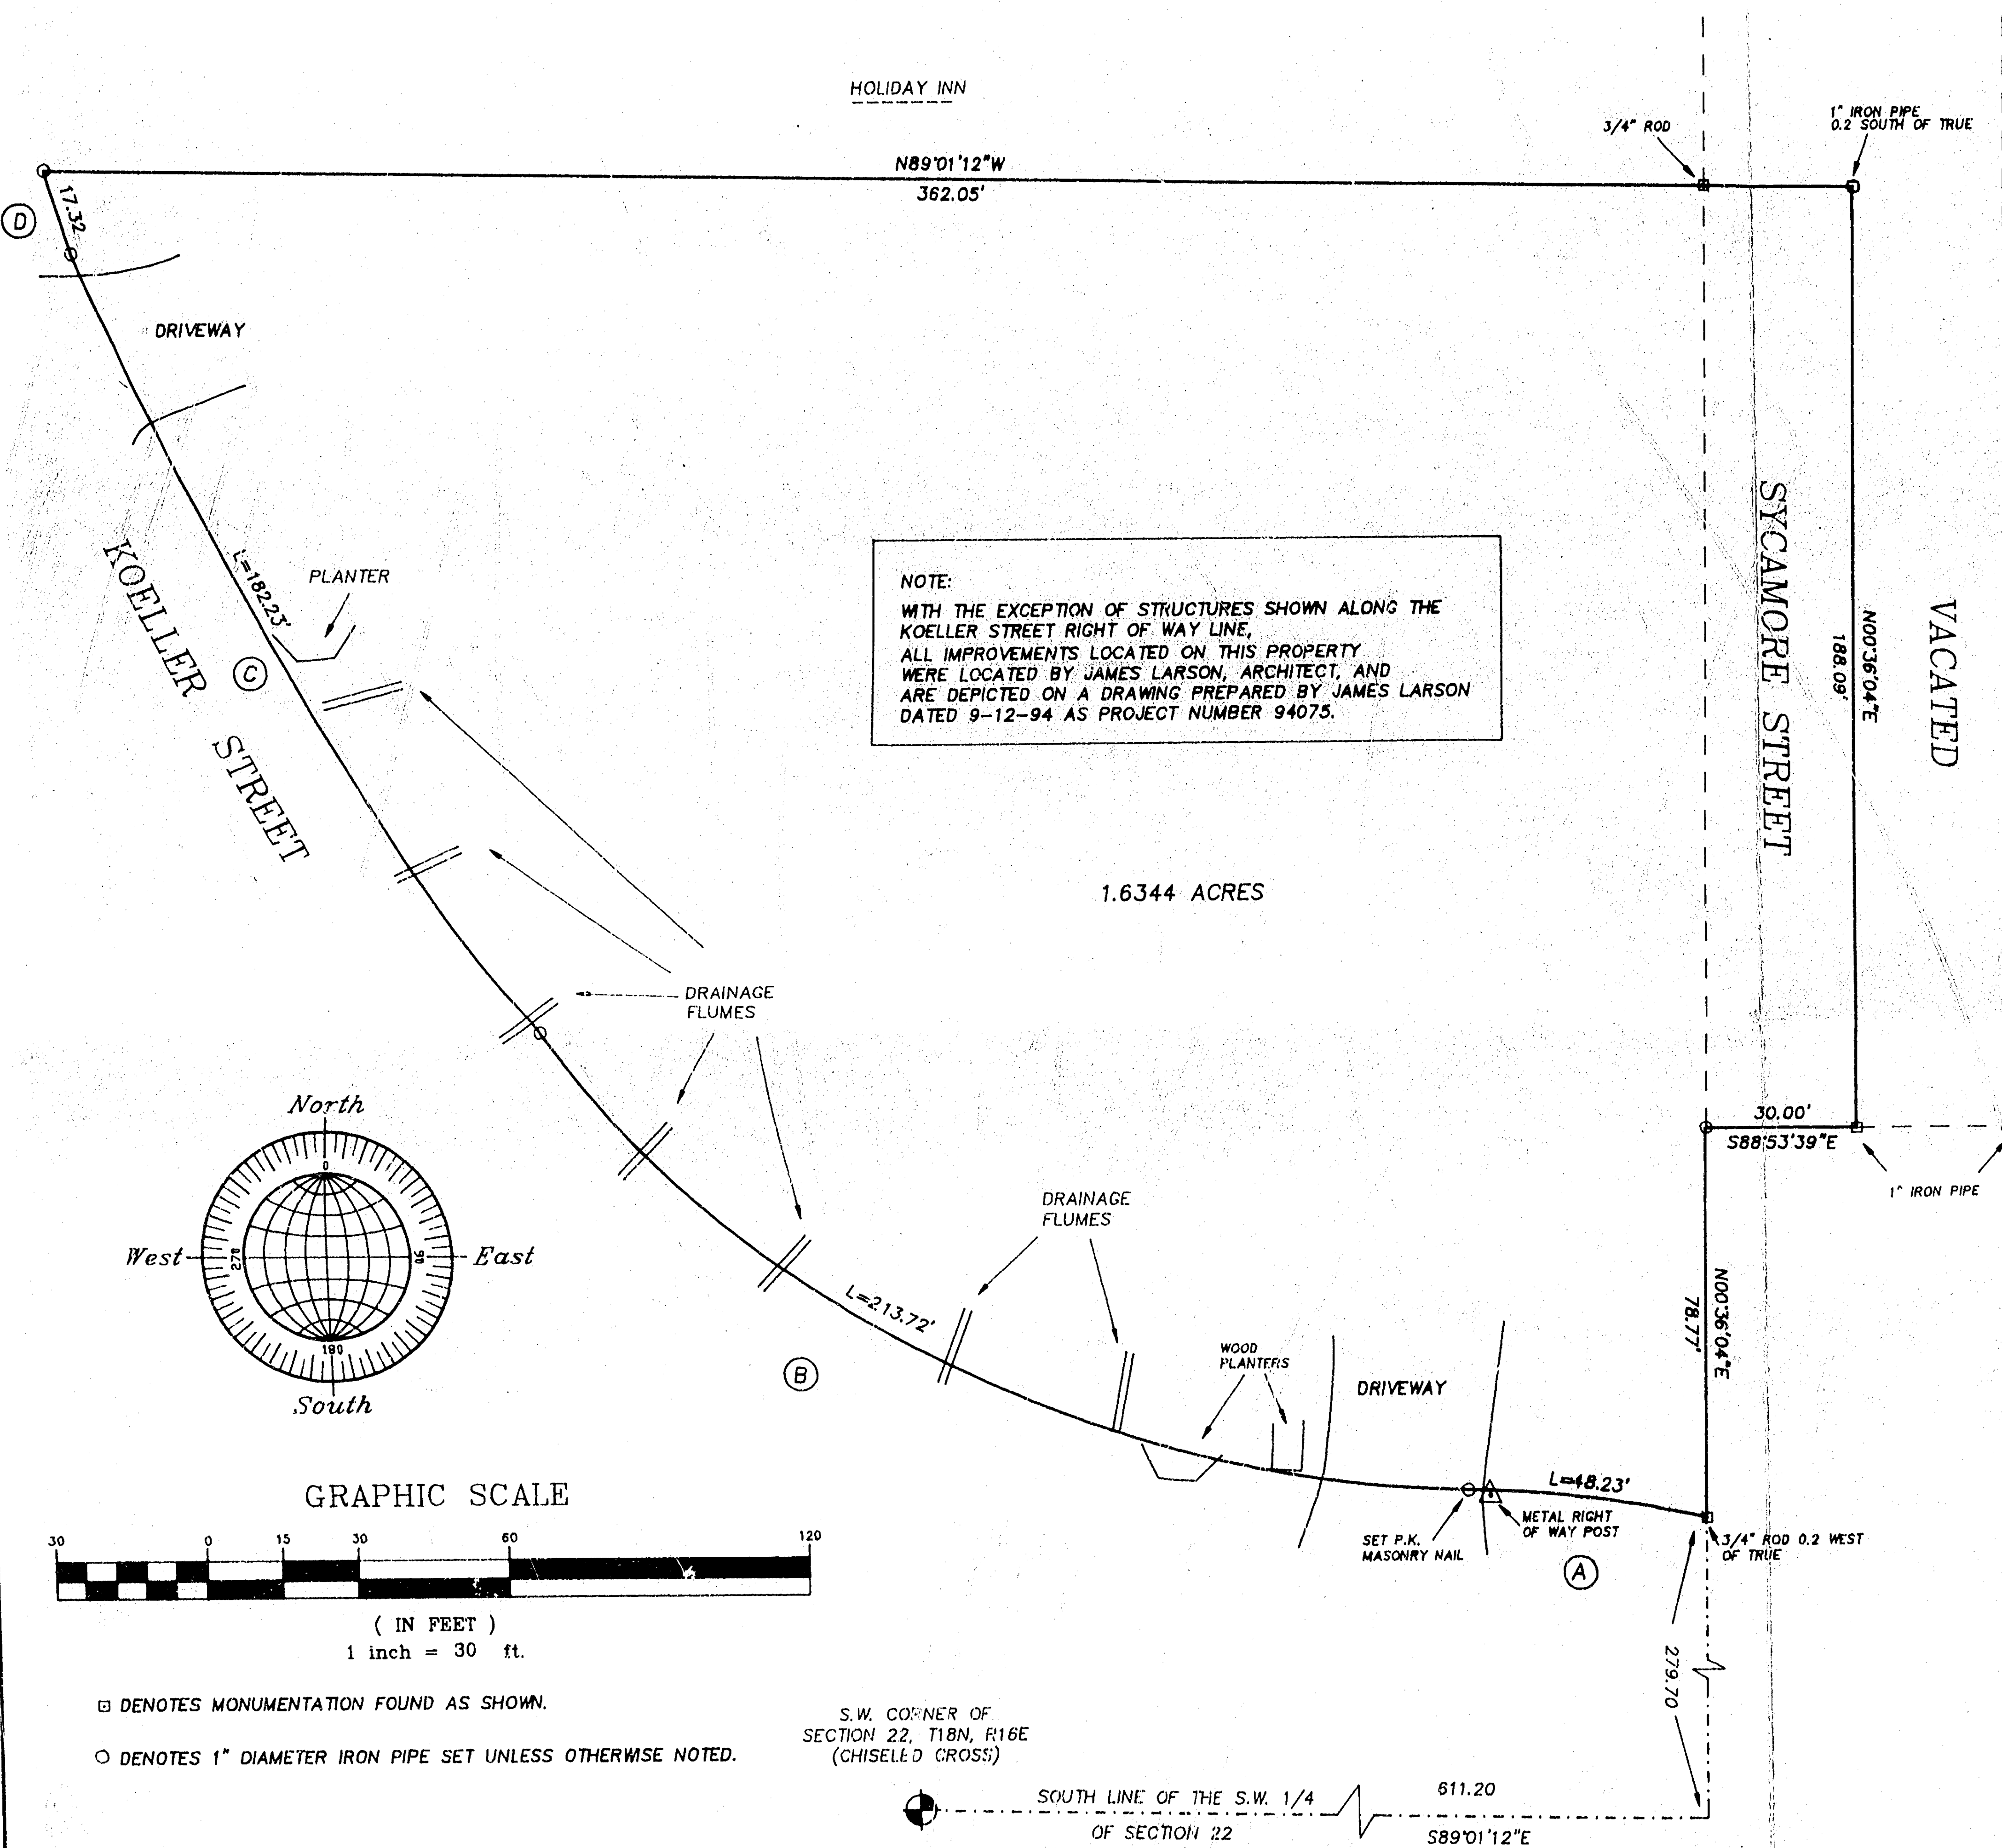 HOLIDAY INN
3/4" ROD
1" IRON PIPE
0.2 SOUTH OF TRUE
N89°01'12"W
362.05'
17.32
D
DRIVEWAY
KOELLER STREET
L=182.23'
PLANTER
C
NOTE:
WITH THE EXCEPTION OF STRUCTURES SHOWN ALONG THE
KOELLER STREET RIGHT OF WAY LINE,
ALL IMPROVEMENTS LOCATED ON THIS PROPERTY
WERE LOCATED BY JAMES LARSON, ARCHITECT, AND
ARE DEPICTED ON A DRAWING PREPARED BY JAMES LARSON
DATED 9-12-94 AS PROJECT NUMBER 94075.
SYCAMORE STREET
N00°36'04"E
188.09'
VACATED
1.6344 ACRES
DRAINAGE
FLUMES
30.00'
S88°53'39"E
1" IRON PIPE
North
0
West
270
90
East
180
South
DRAINAGE
FLUMES
L=213.72'
B
WOOD
PLANTERS
DRIVEWAY
N00°36'04"E
78.77'
L=48.23'
SET P.K.
MASONRY NAIL
METAL RIGHT
OF WAY POST
3/4" ROD 0.2 WEST
OF TRUE
A
279.70
GRAPHIC SCALE
30 0 15 30 60 120
( IN FEET )
1 inch = 30 ft.
⊡ DENOTES MONUMENTATION FOUND AS SHOWN.
○ DENOTES 1" DIAMETER IRON PIPE SET UNLESS OTHERWISE NOTED.
S.W. CORNER OF
SECTION 22, T18N, R16E
(CHISELED CROSS)
SOUTH LINE OF THE S.W. 1/4
OF SECTION 22
611.20
S89°01'12"E